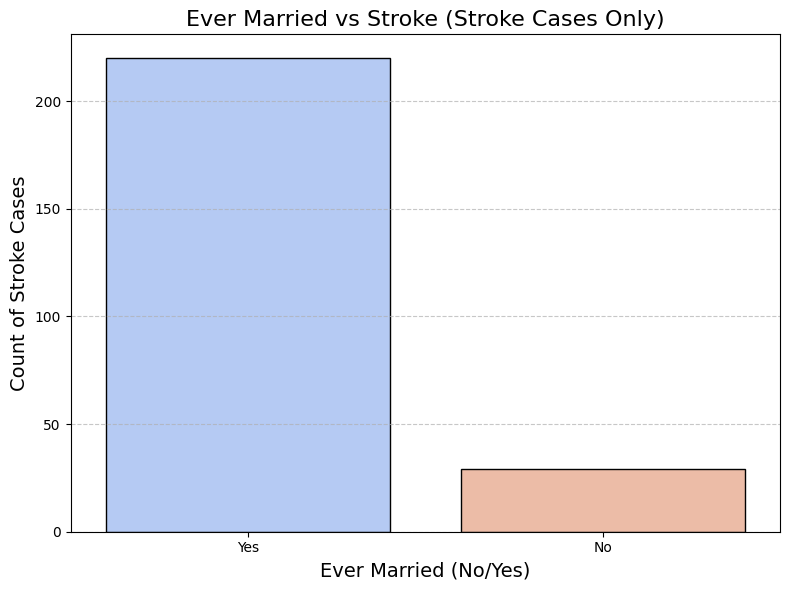 Ever Married vs Stroke (Stroke Cases Only)
Count of Stroke Cases
200
150
100
50
0
Yes No
Ever Married (No/Yes)